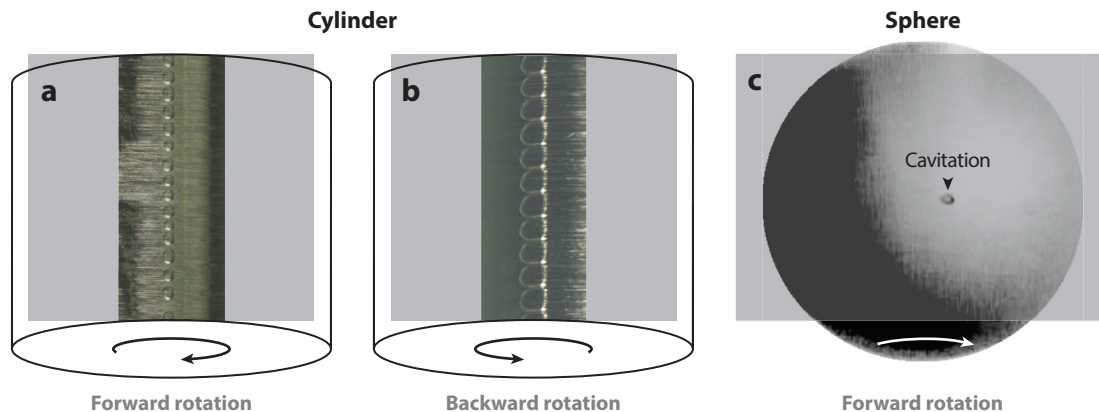 Cylinder
Sphere
a
b
c
Cavitation
Forward rotation
Backward rotation
Forward rotation